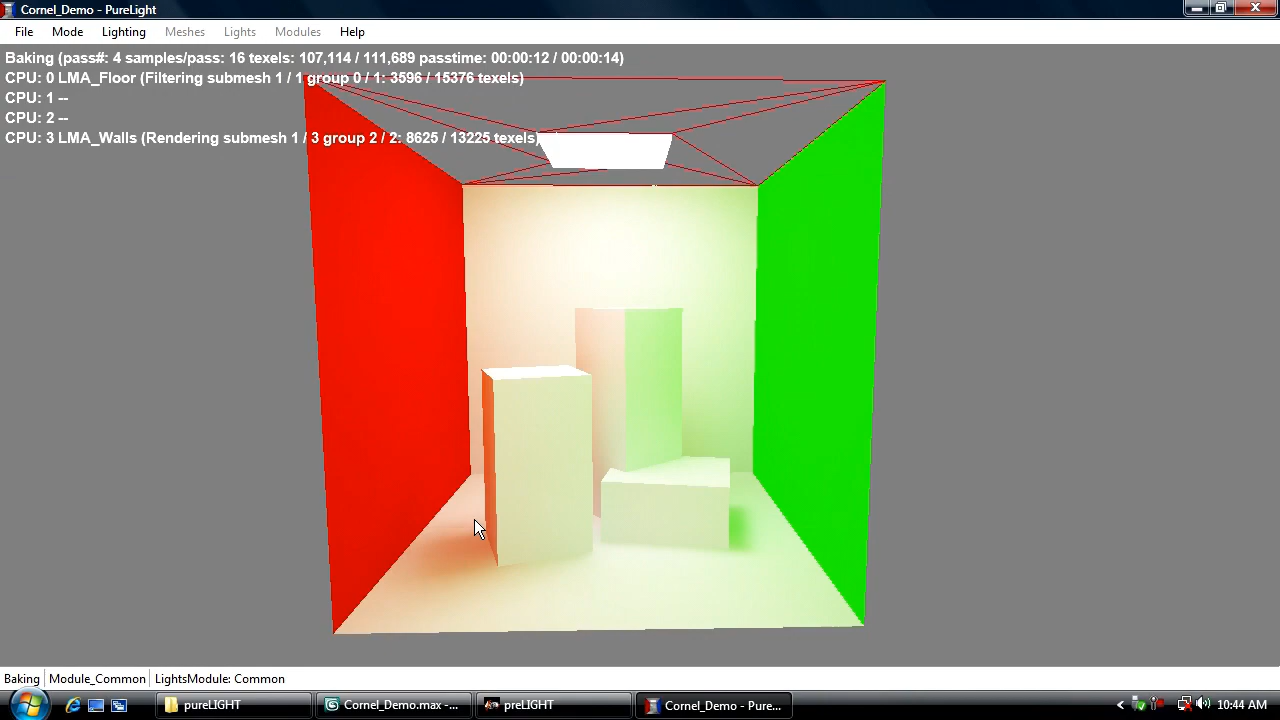 Cornel_Demo - PureLight
File Mode Lighting Meshes Lights Modules Help
Baking (pass#: 4 samples/pass: 16 texels: 107,114 / 111,689 passtime: 00:00:12 / 00:00:14)
CPU: 0 LMA_Floor (Filtering submesh 1 / 1 group 0 / 1: 3596 / 15376 texels)
CPU: 1 --
CPU: 2 --
CPU: 3 LMA_Walls (Rendering submesh 1 / 3 group 2 / 2: 8625 / 13225 texels)
Baking Module_Common LightsModule: Common
pureLIGHT Cornel_Demo.max -... preLIGHT Cornel_Demo - Pure... 10:44 AM